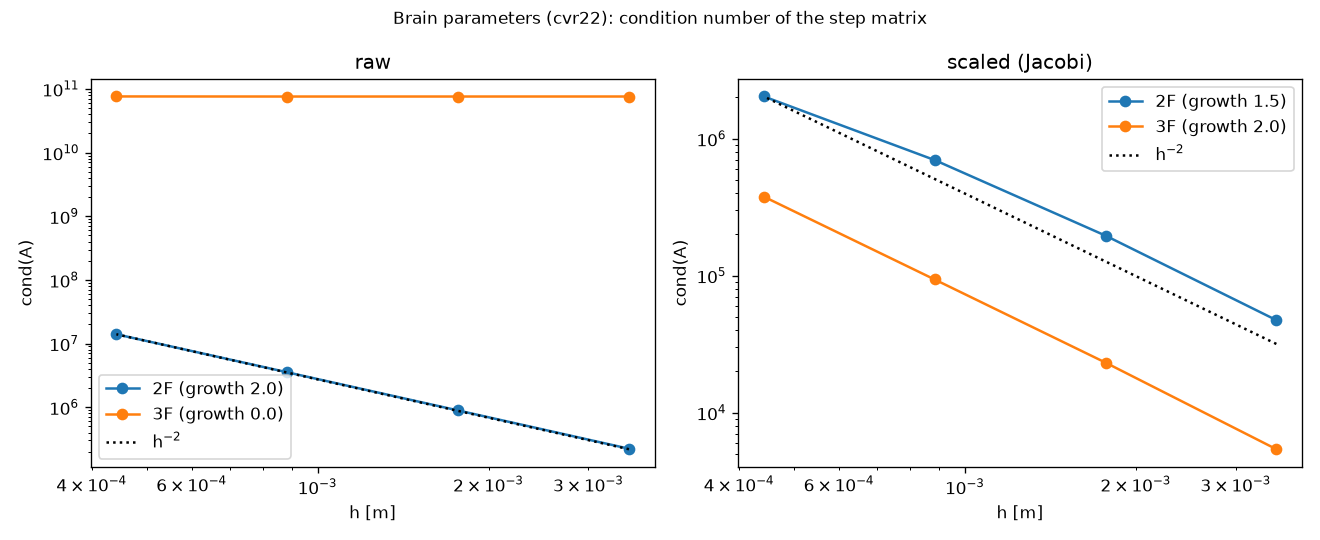 Brain parameters (cvr22): condition number of the step matrix
raw
cond(A)
10¹¹
10¹⁰
10⁹
10⁸
10⁷
10⁶
2F (growth 2.0)
3F (growth 0.0)
h⁻²
4 × 10⁻⁴
6 × 10⁻⁴
10⁻³
2 × 10⁻³
3 × 10⁻³
h [m]
scaled (Jacobi)
cond(A)
10⁶
10⁵
10⁴
2F (growth 1.5)
3F (growth 2.0)
h⁻²
4 × 10⁻⁴
6 × 10⁻⁴
10⁻³
2 × 10⁻³
3 × 10⁻³
h [m]